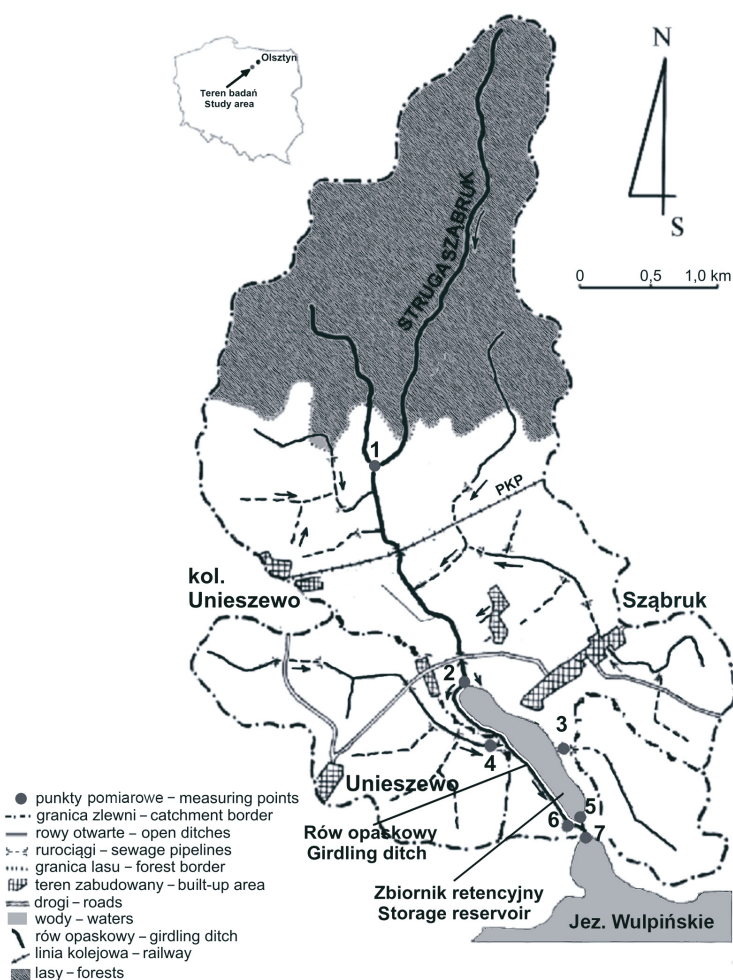 Olsztyn
Teren badań
Study area
N
S
0 0,5 1,0 km
STRUGA SZĄBRUK
1
PKP
kol.
Unieszewo
Sząbruk
2
3
4
Unieszewo
5
6
7
Rów opaskowy
Girdling ditch
Zbiornik retencyjny
Storage reservoir
Jez. Wulpińskie
punkty pomiarowe – measuring points
granica zlewni – catchment border
rowy otwarte – open ditches
rurociągi – sewage pipelines
granica lasu – forest border
teren zabudowany – built-up area
drogi – roads
wody – waters
rów opaskowy – girdling ditch
linia kolejowa – railway
lasy – forests